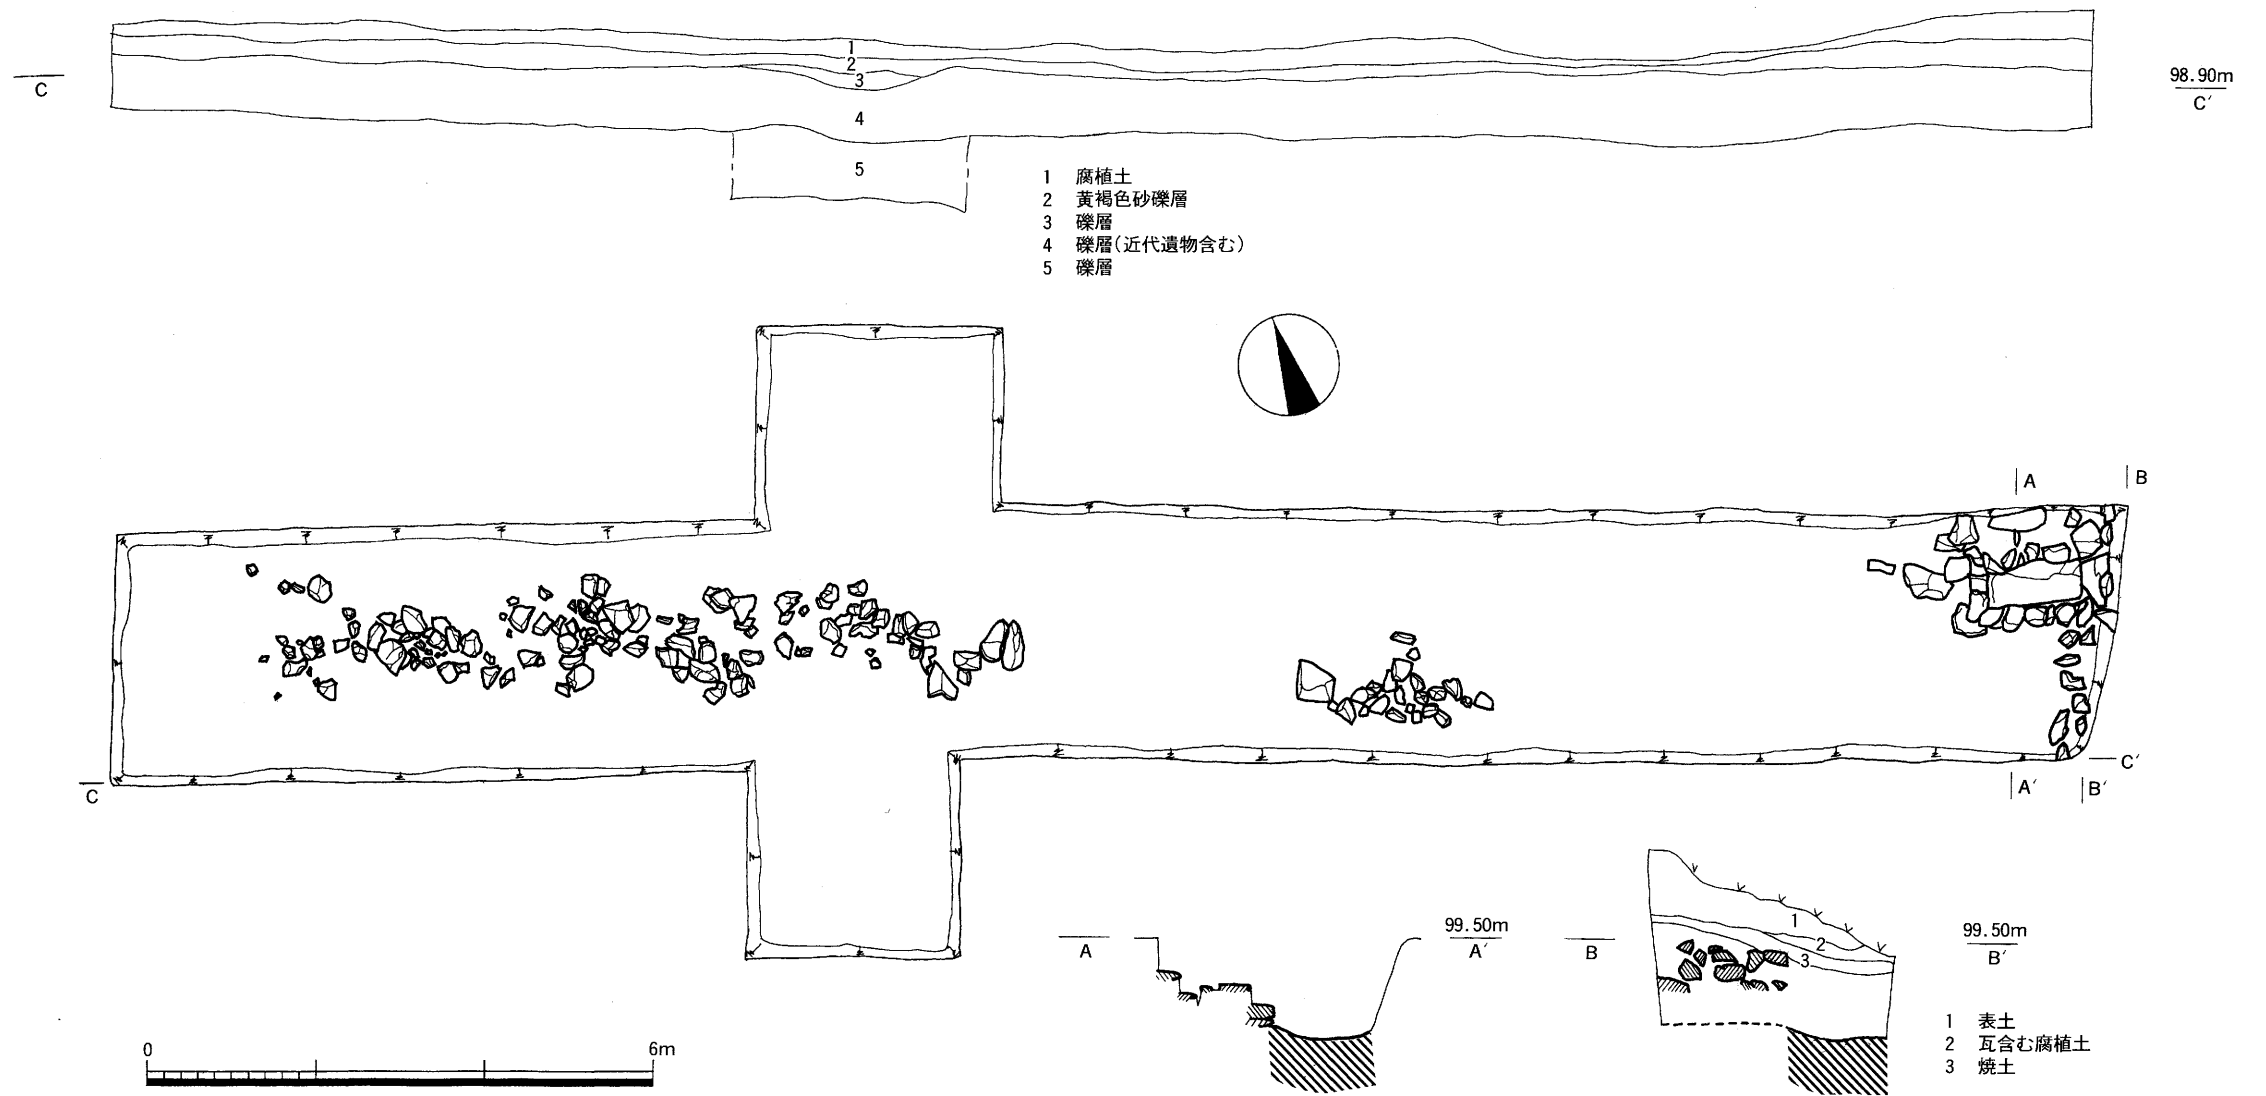 C
98.90m
C′
1
2
3
4
5
1 腐植土
2 黄褐色砂礫層
3 礫層
4 礫層(近代遺物含む)
5 礫層
A
B
C
C′
A′
B′
A
99.50m
A′
B
99.50m
B′
1
2
3
1 表土
2 瓦含む腐植土
3 焼土
0
6m